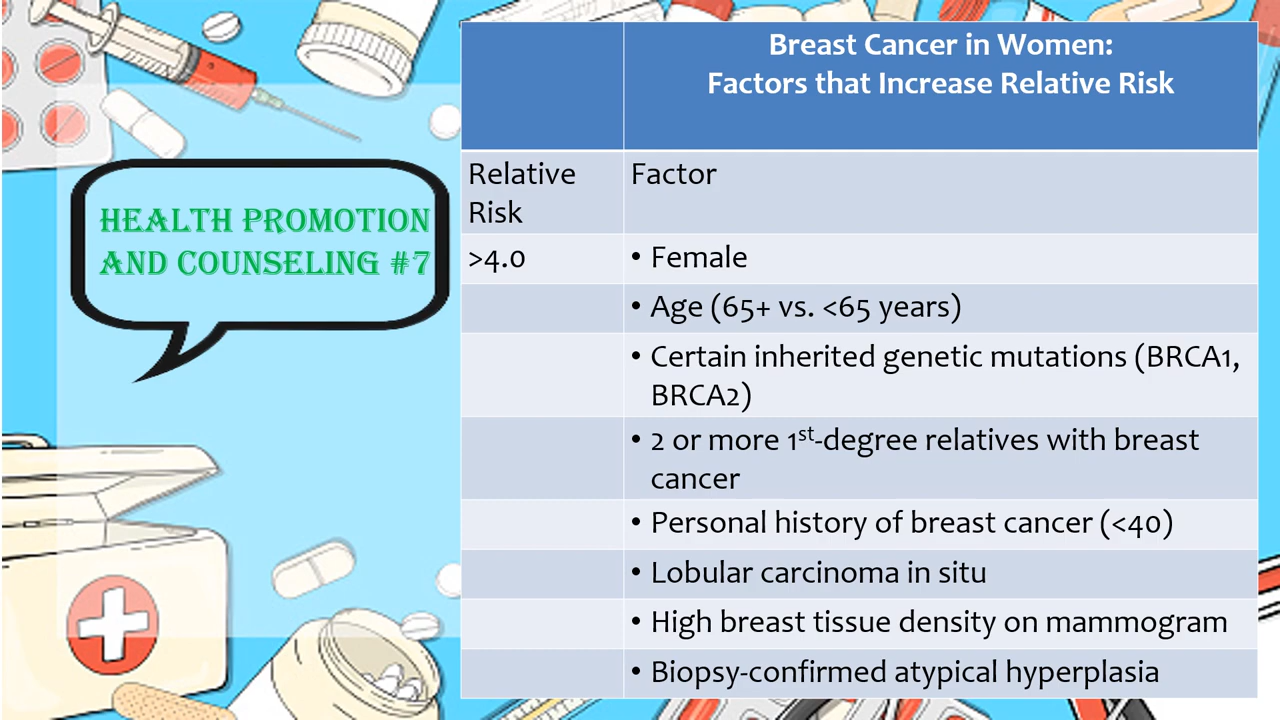 HEALTH PROMOTION
AND COUNSELING #7
Breast Cancer in Women:
Factors that Increase Relative Risk
Relative
Risk
Factor
>4.0
• Female
• Age (65+ vs. <65 years)
• Certain inherited genetic mutations (BRCA1,
BRCA2)
• 2 or more 1st-degree relatives with breast
cancer
• Personal history of breast cancer (<40)
• Lobular carcinoma in situ
• High breast tissue density on mammogram
• Biopsy-confirmed atypical hyperplasia